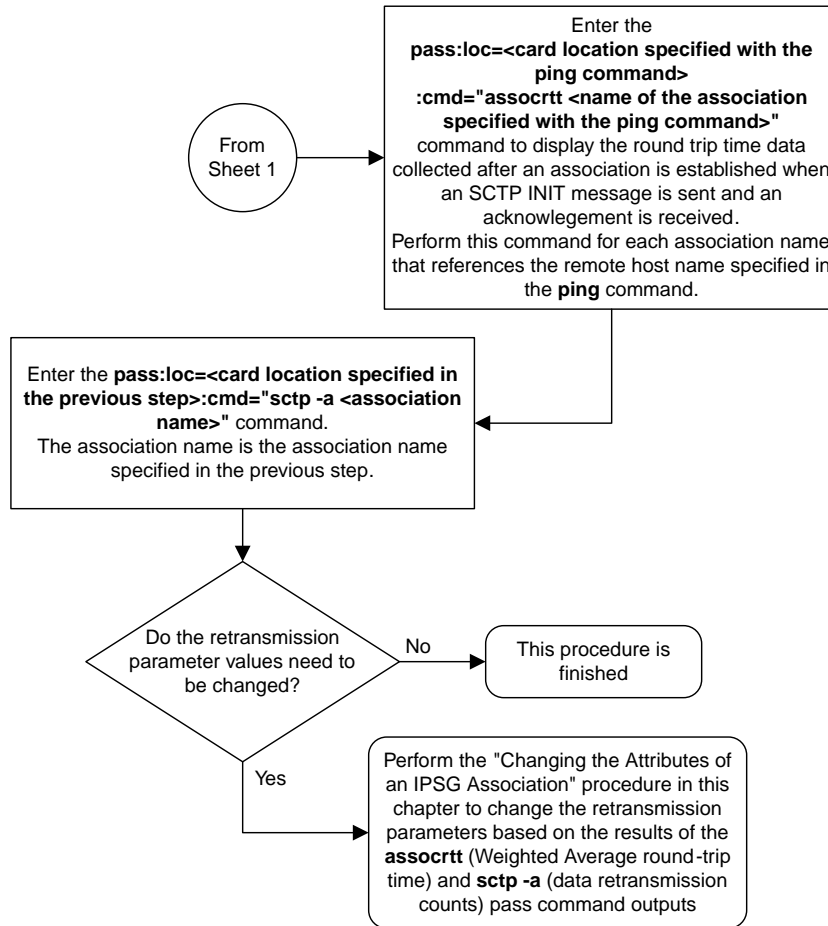 From
Sheet 1
Enter the
pass:loc=<card location specified with the
ping command>
:cmd="assocrtt <name of the association
specified with the ping command>"
command to display the round trip time data
collected after an association is established when
an SCTP INIT message is sent and an
acknowlegement is received.
Perform this command for each association name
that references the remote host name specified in
the ping command.
Enter the pass:loc=<card location specified in
the previous step>:cmd="sctp -a <association
name>" command.
The association name is the association name
specified in the previous step.
Do the retransmission
parameter values need to
be changed?
No
This procedure is
finished
Yes
Perform the "Changing the Attributes of
an IPSG Association" procedure in this
chapter to change the retransmission
parameters based on the results of the
assocrtt (Weighted Average round-trip
time) and sctp -a (data retransmission
counts) pass command outputs